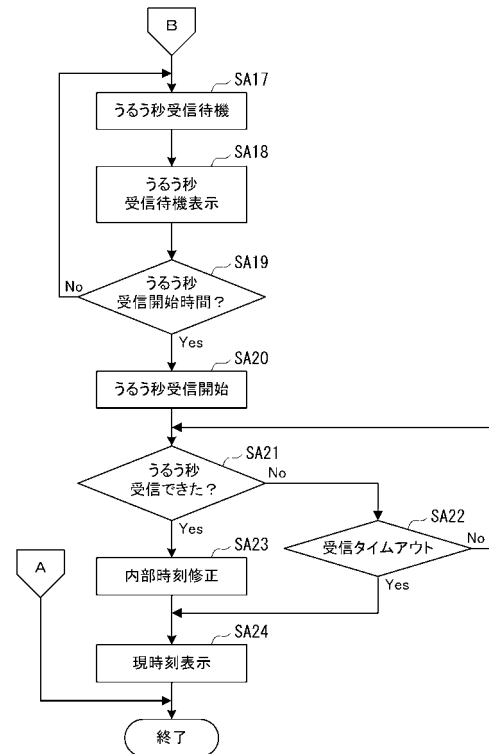 B
SA17
うるう秒受信待機
SA18
うるう秒
受信待機表示
SA19
うるう秒
受信開始時間？
No
Yes
SA20
うるう秒受信開始
SA21
うるう秒
受信できた？
No
Yes
SA22
受信タイムアウト
No
Yes
SA23
内部時刻修正
A
SA24
現時刻表示
終了